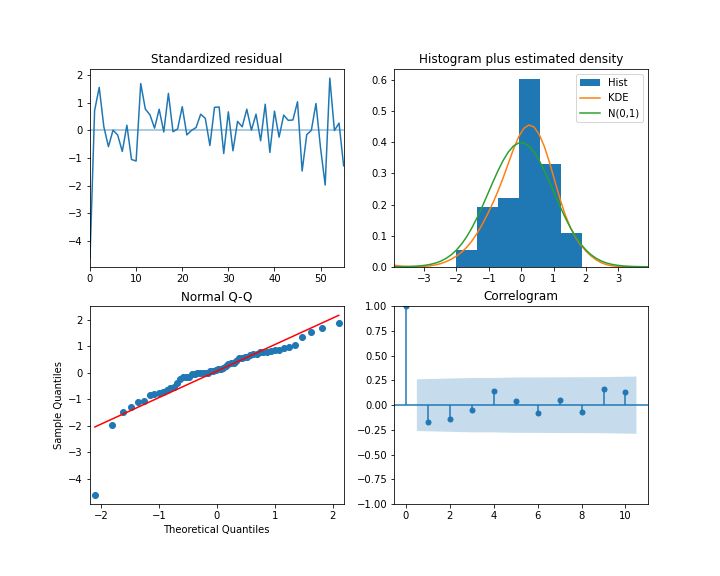 Standardized residual
2
1
0
−1
−2
−3
−4
0 10 20 30 40 50
Histogram plus estimated density
0.6
0.5
0.4
0.3
0.2
0.1
0.0
−3 −2 −1 0 1 2 3
Hist
KDE
N(0,1)
Normal Q-Q
Sample Quantiles
2
1
0
−1
−2
−3
−4
−2 −1 0 1 2
Theoretical Quantiles
Correlogram
1.00
0.75
0.50
0.25
0.00
−0.25
−0.50
−0.75
−1.00
0 2 4 6 8 10